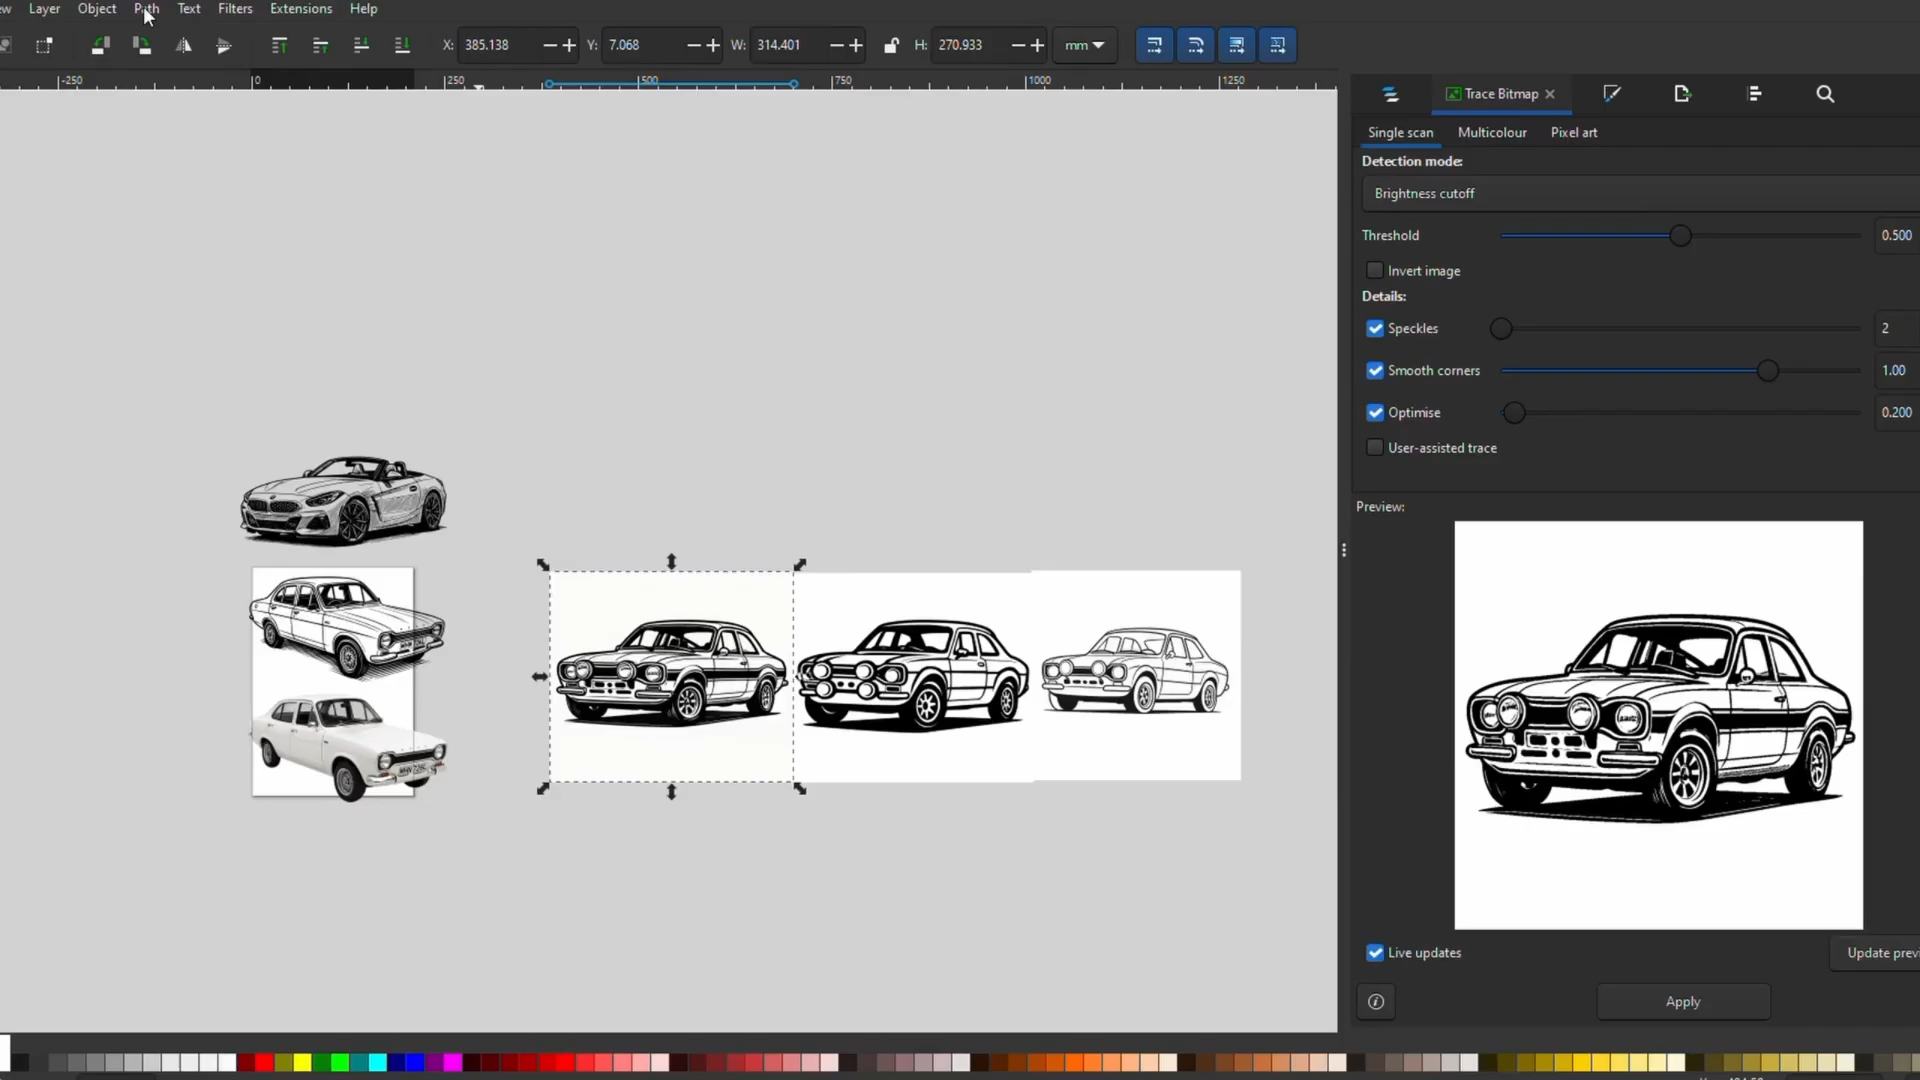 ew Layer Object Path Text Filters Extensions Help
X: 385.138 Y: 7.068 W: 314.401 H: 270.933 mm
-250 0 250 500 750 1000 1250
Trace Bitmap
Single scan Multicolour Pixel art
Detection mode:
Brightness cutoff
Threshold 0.500
Invert image
Details:
Speckles 2
Smooth corners 1.00
Optimise 0.200
User-assisted trace
Preview:
Live updates Update previ
Apply